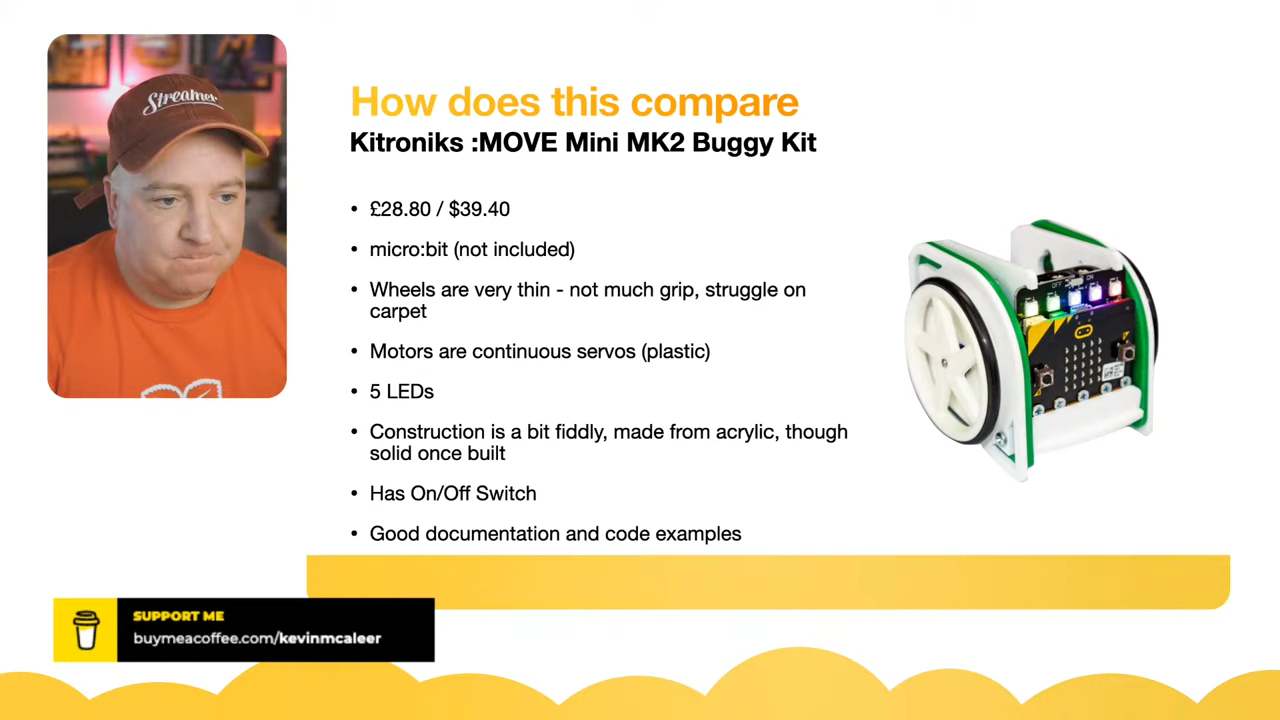 Streamer
How does this compare
Kitroniks :MOVE Mini MK2 Buggy Kit
• £28.80 / $39.40
• micro:bit (not included)
• Wheels are very thin - not much grip, struggle on
carpet
• Motors are continuous servos (plastic)
• 5 LEDs
• Construction is a bit fiddly, made from acrylic, though
solid once built
• Has On/Off Switch
• Good documentation and code examples
OFF ON
SUPPORT ME
buymeacoffee.com/kevinmcaleer